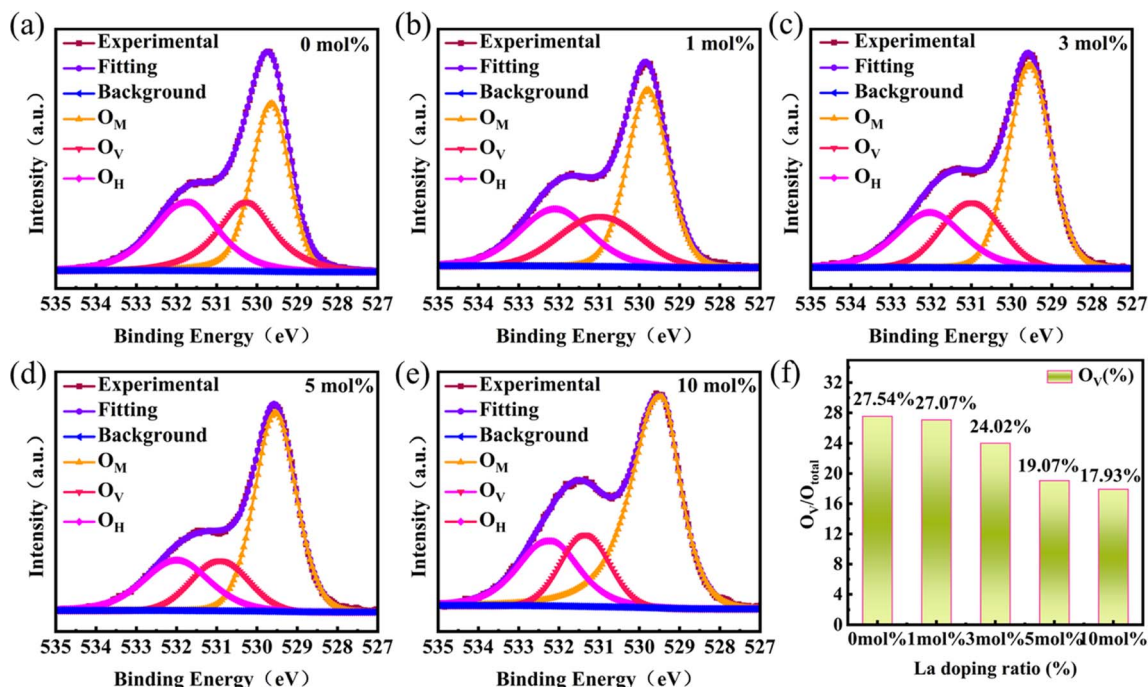 (a)
Experimental
0 mol%
Fitting
Background
O_M
O_V
O_H
Intensity（a.u.）
535 534 533 532 531 530 529 528 527
Binding Energy（eV）
(b)
Experimental
1 mol%
Fitting
Background
O_M
O_V
O_H
Intensity（a.u.）
535 534 533 532 531 530 529 528 527
Binding Energy（eV）
(c)
Experimental
3 mol%
Fitting
Background
O_M
O_V
O_H
Intensity（a.u.）
535 534 533 532 531 530 529 528 527
Binding Energy（eV）
(d)
Experimental
5 mol%
Fitting
Background
O_M
O_V
O_H
Intensity（a.u.）
535 534 533 532 531 530 529 528 527
Binding Energy（eV）
(e)
Experimental
10 mol%
Fitting
Background
O_M
O_V
O_H
Intensity（a.u.）
535 534 533 532 531 530 529 528 527
Binding Energy（eV）
(f)
O_V(%)
32
28
24
20
16
12
8
4
0
O_V/O_total
27.54%
27.07%
24.02%
19.07%
17.93%
0mol% 1mol% 3mol% 5mol% 10mol%
La doping ratio (%)